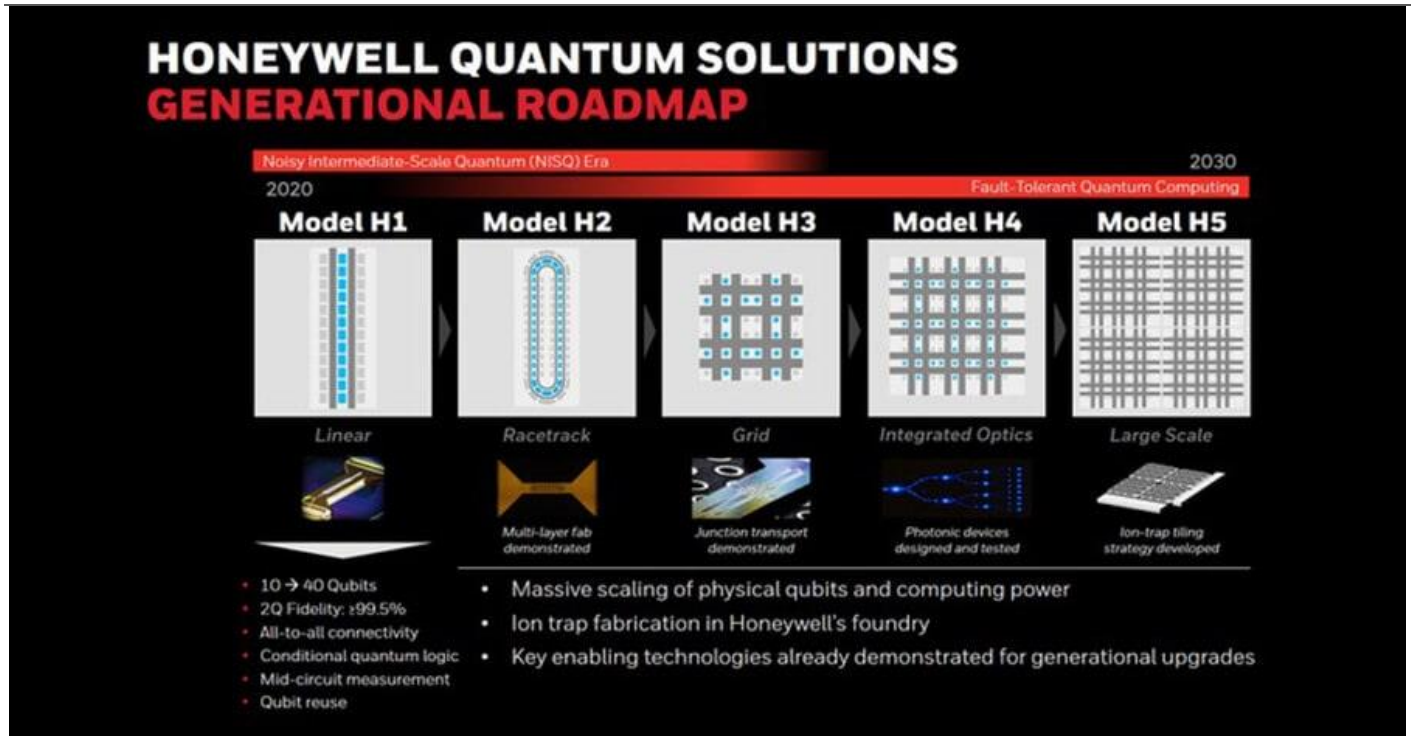 HONEYWELL QUANTUM SOLUTIONS
GENERATIONAL ROADMAP
Noisy Intermediate-Scale Quantum (NISQ) Era
2030
2020
Fault-Tolerant Quantum Computing
Model H1
Model H2
Model H3
Model H4
Model H5
Linear
Racetrack
Grid
Integrated Optics
Large Scale
Multi-layer fab
demonstrated
Junction transport
demonstrated
Photonic devices
designed and tested
Ion-trap tiling
strategy developed
• 10 → 40 Qubits
• 2Q Fidelity: ≥99.5%
• All-to-all connectivity
• Conditional quantum logic
• Mid-circuit measurement
• Qubit reuse
• Massive scaling of physical qubits and computing power
• Ion trap fabrication in Honeywell's foundry
• Key enabling technologies already demonstrated for generational upgrades